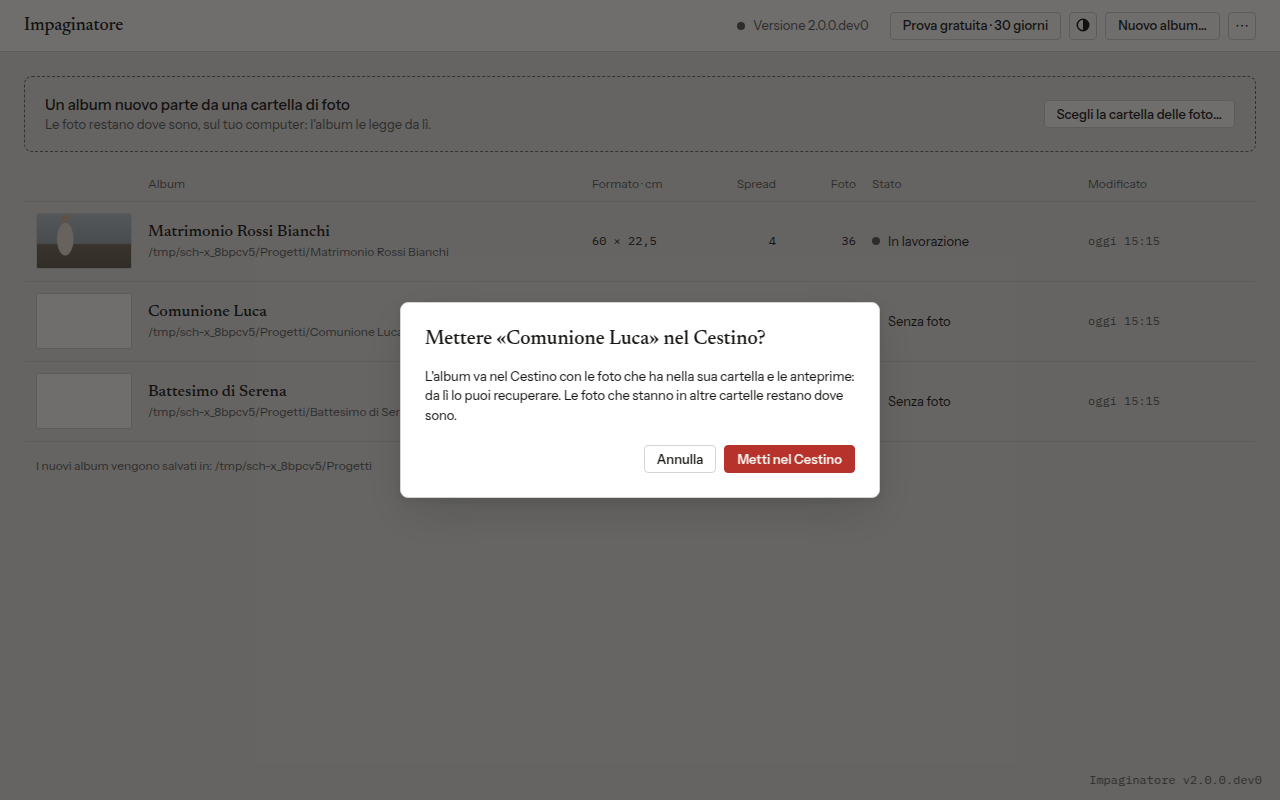 Impaginatore
Versione 2.0.0.dev0
Prova gratuita · 30 giorni
Nuovo album…
Un album nuovo parte da una cartella di foto
Le foto restano dove sono, sul tuo computer: l'album le legge da lì.
Scegli la cartella delle foto…
Album Formato · cm Spread Foto Stato Modificato
Matrimonio Rossi Bianchi
/tmp/sch-x_8bpcv5/Progetti/Matrimonio Rossi Bianchi
60 × 22,5 4 36 In lavorazione oggi 15:15
Comunione Luca
/tmp/sch-x_8bpcv5/Progetti/Comunione Luca
Senza foto oggi 15:15
Battesimo di Serena
/tmp/sch-x_8bpcv5/Progetti/Battesimo di Ser
Senza foto oggi 15:15
I nuovi album vengono salvati in: /tmp/sch-x_8bpcv5/Progetti
Mettere «Comunione Luca» nel Cestino?
L'album va nel Cestino con le foto che ha nella sua cartella e le anteprime:
da lì lo puoi recuperare. Le foto che stanno in altre cartelle restano dove
sono.
Annulla
Metti nel Cestino
Impaginatore v2.0.0.dev0